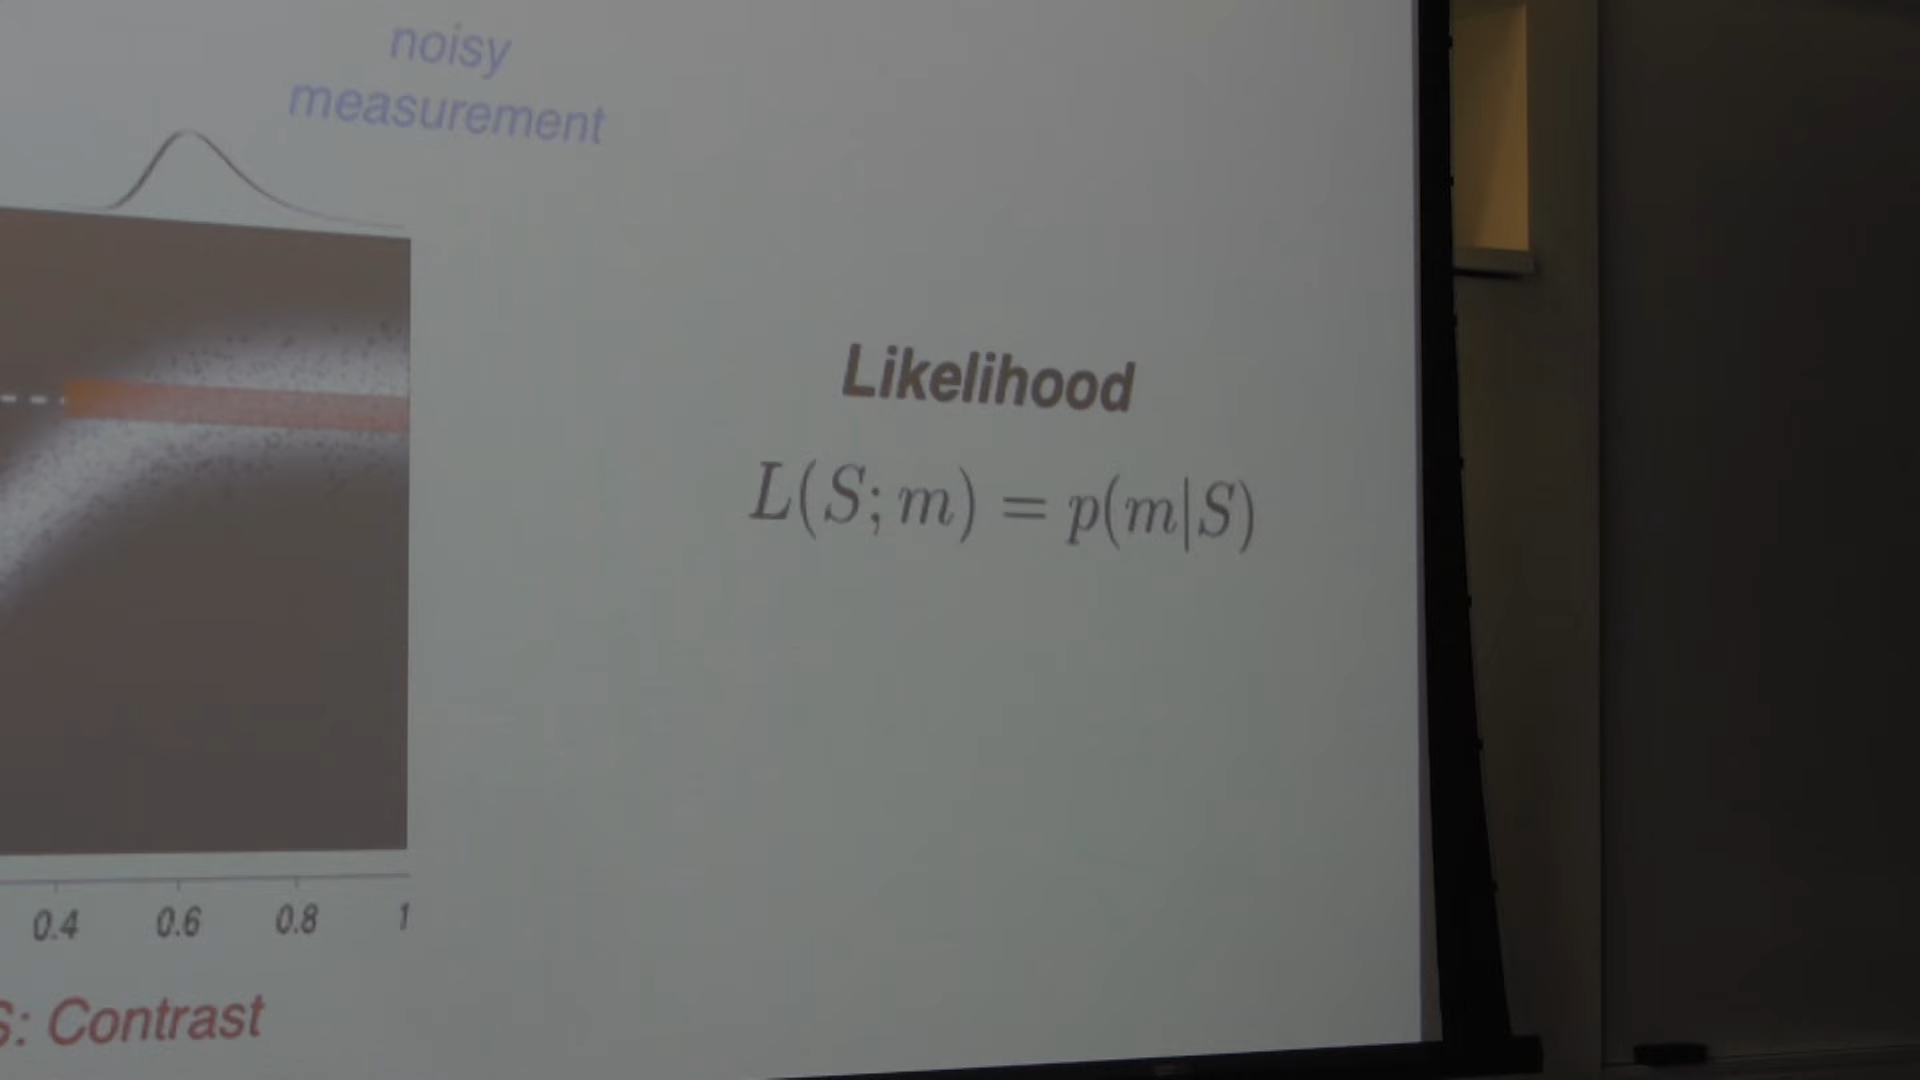 noisy
measurement
Likelihood
L(S; m) = p(m|S)
0.4 0.6 0.8 1
S: Contrast